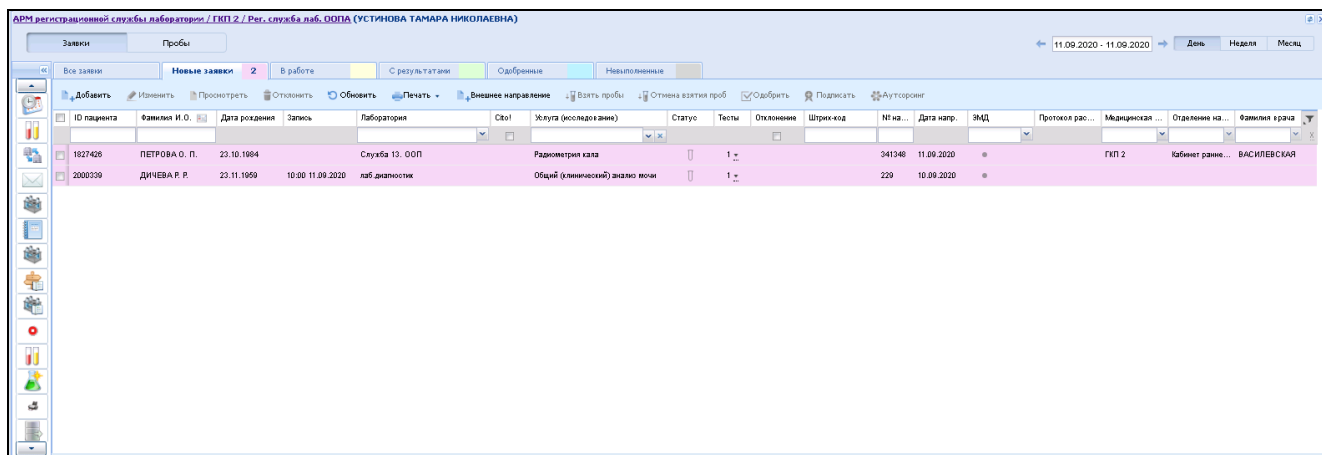 АРМ регистрационной службы лаборатории / ГКП 2 / Рег. служба лаб. ООПА (УСТИНОВА ТАМАРА НИКОЛАЕВНА)
Заявки Пробы 11.09.2020 - 11.09.2020 День Неделя Месяц
Все заявки Новые заявки 2 В работе С результатами Одобренные Невыполненные
Добавить Изменить Просмотреть Отклонить Обновить Печать Внешнее направление Взять пробы Отмена взятия проб Одобрить Подписать Аутсорсинг
ID пациента Фамилия И.О. Дата рождения Запись Лаборатория Cito! Услуга (исследование) Статус Тесты Отклонение Штрих-код № на... Дата напр. ЭМД Протокол рас... Медицинская ... Отделение на... Фамилия врача
1827426 ПЕТРОВА О. П. 23.10.1984 Служба 13. ООП Радиометрия кала 1 341348 11.09.2020 ГКП 2 Кабинет ранне... ВАСИЛЕВСКАЯ
2000339 ДИЧЕВА Р. Р. 23.11.1959 10:00 11.09.2020 лаб.диагностик Общий (клинический) анализ мочи 1 229 10.09.2020